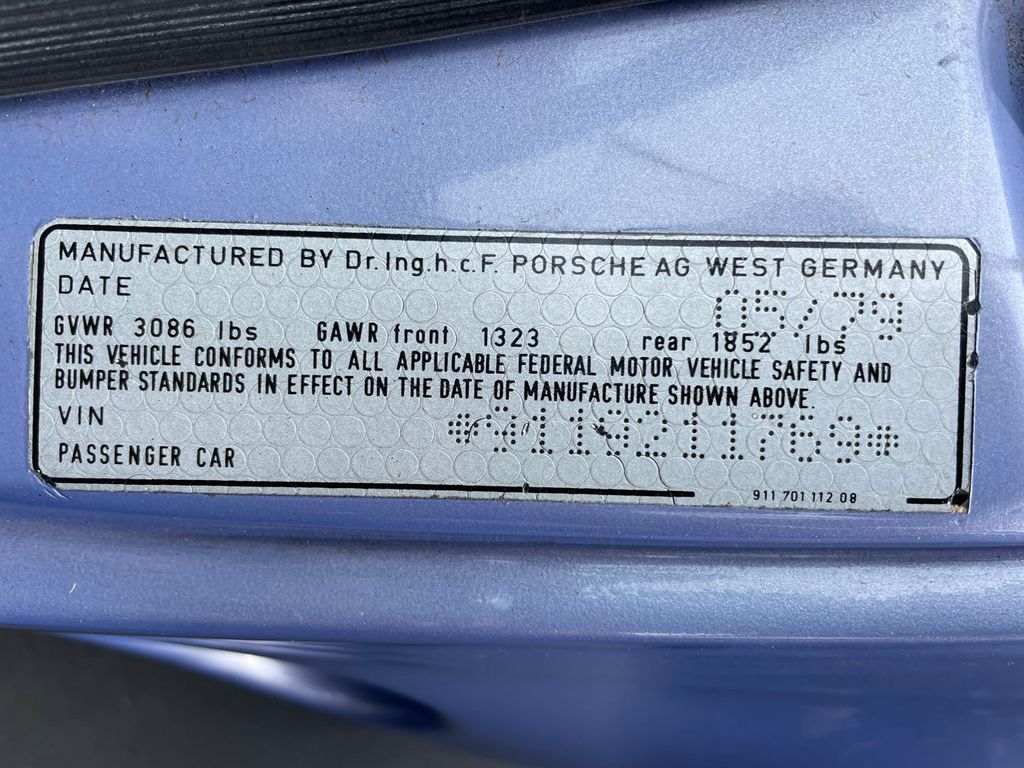 MANUFACTURED BY Dr.Ing.h.c.F. PORSCHE AG WEST GERMANY
DATE 05/79
GVWR 3086 lbs GAWR front 1323 rear 1852 lbs
THIS VEHICLE CONFORMS TO ALL APPLICABLE FEDERAL MOTOR VEHICLE SAFETY AND
BUMPER STANDARDS IN EFFECT ON THE DATE OF MANUFACTURE SHOWN ABOVE.
VIN *9119211769*
PASSENGER CAR
911 701 112 08